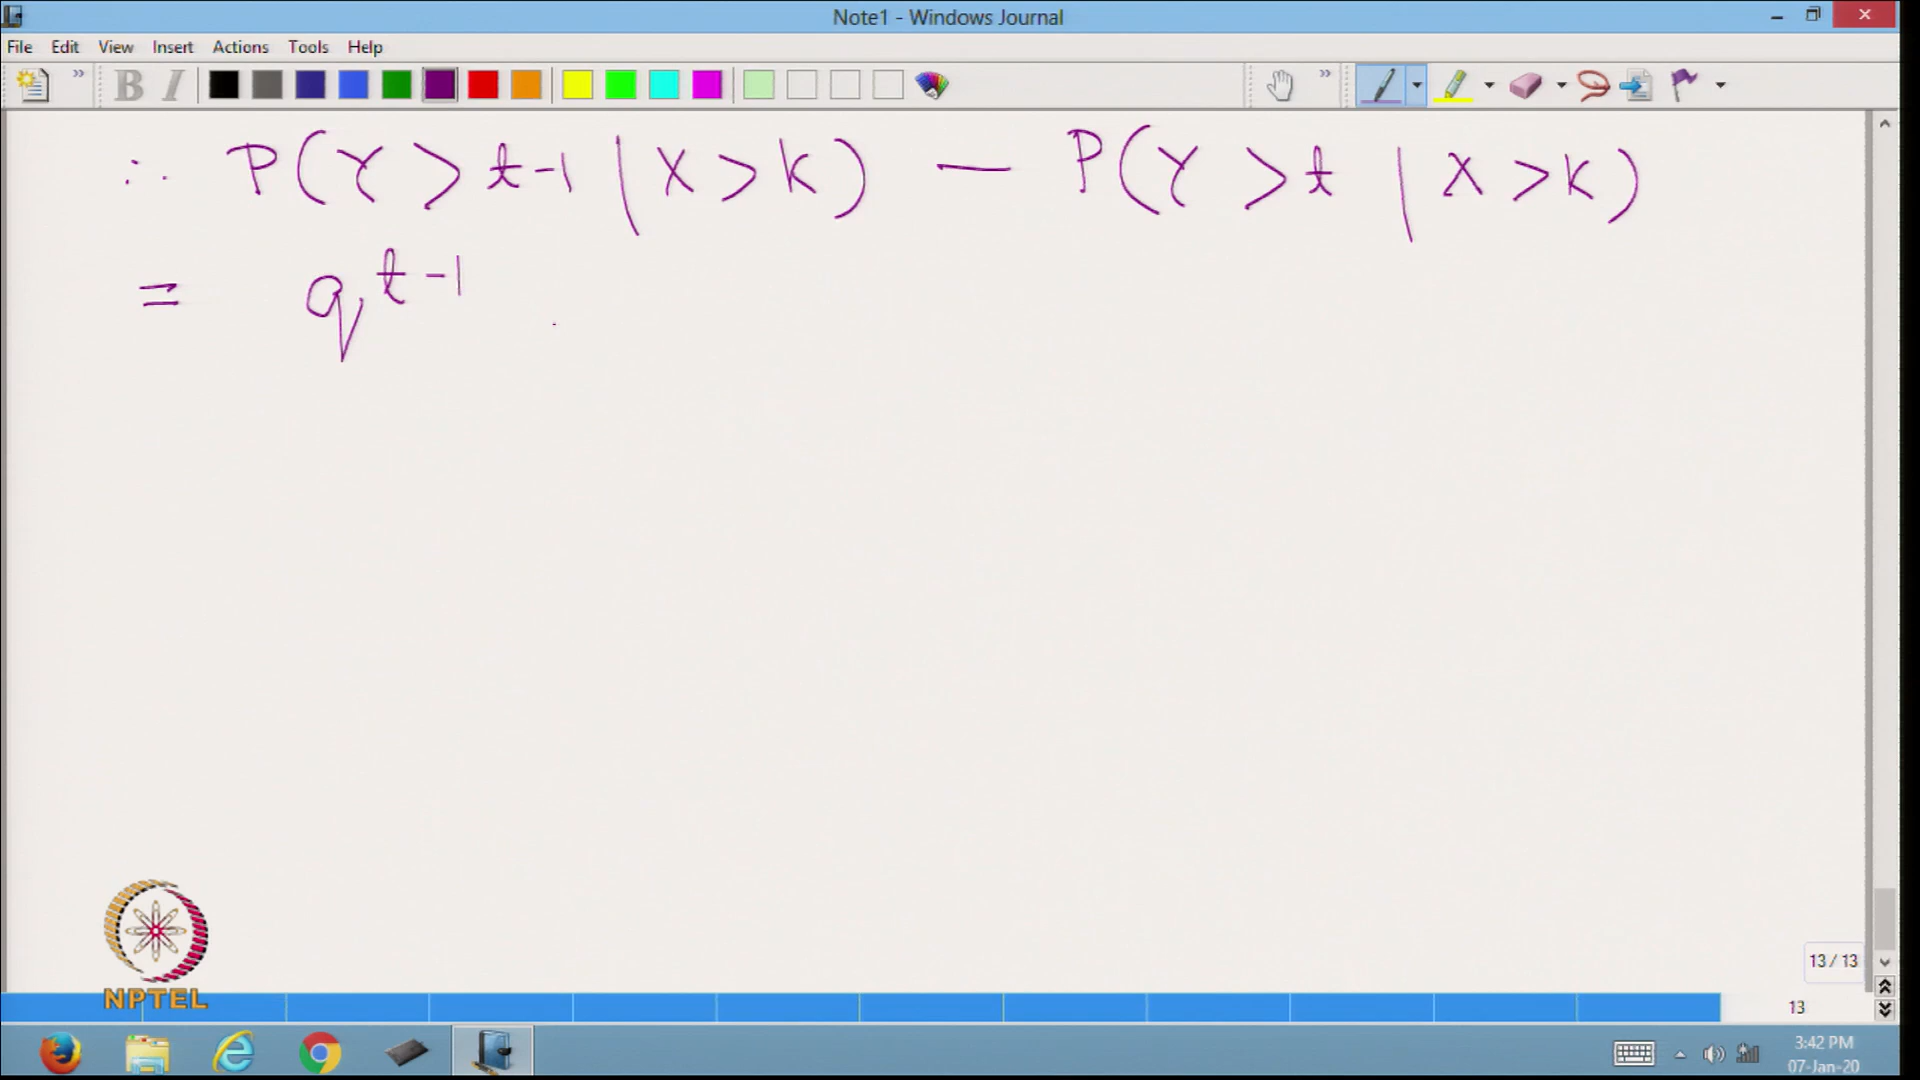 Note1 - Windows Journal
File Edit View Insert Actions Tools Help
B I
∴ P(Y > t-1 | X > k) — P(Y > t | X > k)
= q^{t-1}
NPTEL
13 / 13
13
3:42 PM
07-Jan-20